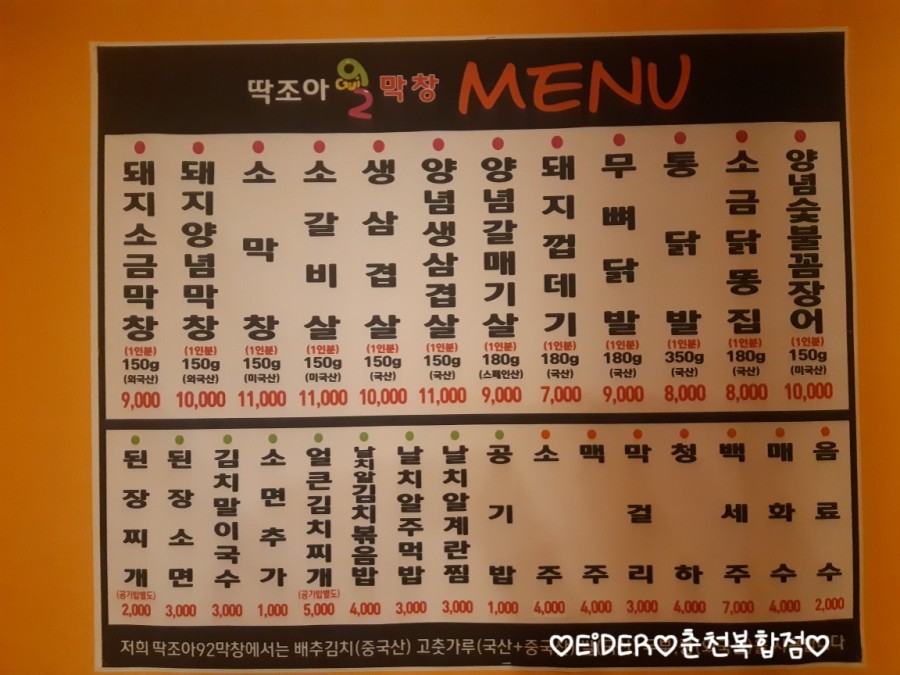 딱조아 9Gui2 막창 MENU
돼지소금막창 (1인분) 150g (외국산) 9,000
돼지양념막창 (1인분) 150g (외국산) 10,000
소막창 (1인분) 150g (미국산) 11,000
소갈비살 (1인분) 150g (미국산) 11,000
생삼겹살 (1인분) 150g (국산) 10,000
양념생삼겹살 (1인분) 150g (국산) 11,000
양념갈매기살 (1인분) 180g (스페인산) 9,000
돼지껍데기 (1인분) 180g (국산) 7,000
무뼈닭발 (1인분) 180g (국산) 9,000
통닭발 (1인분) 350g (국산) 8,000
소금닭똥집 (1인분) 180g (국산) 8,000
양념숯불꼼장어 (1인분) 150g (미국산) 10,000
된장찌개 (공기밥별도) 2,000
된장소면 3,000
김치말이국수 3,000
소면추가 1,000
얼큰김치찌개 (공기밥별도) 5,000
날치알김치볶음밥 4,000
날치알주먹밥 3,000
날치알계란찜 3,000
공기밥 1,000
소주 4,000
맥주 4,000
막걸리 3,000
청하 4,000
백세주 7,000
매화수 4,000
음료수 2,000
저희 딱조아92막창에서는 배추김치(중국산) 고춧가루(국산+중국
♡EiDER♡춘천복합점♡